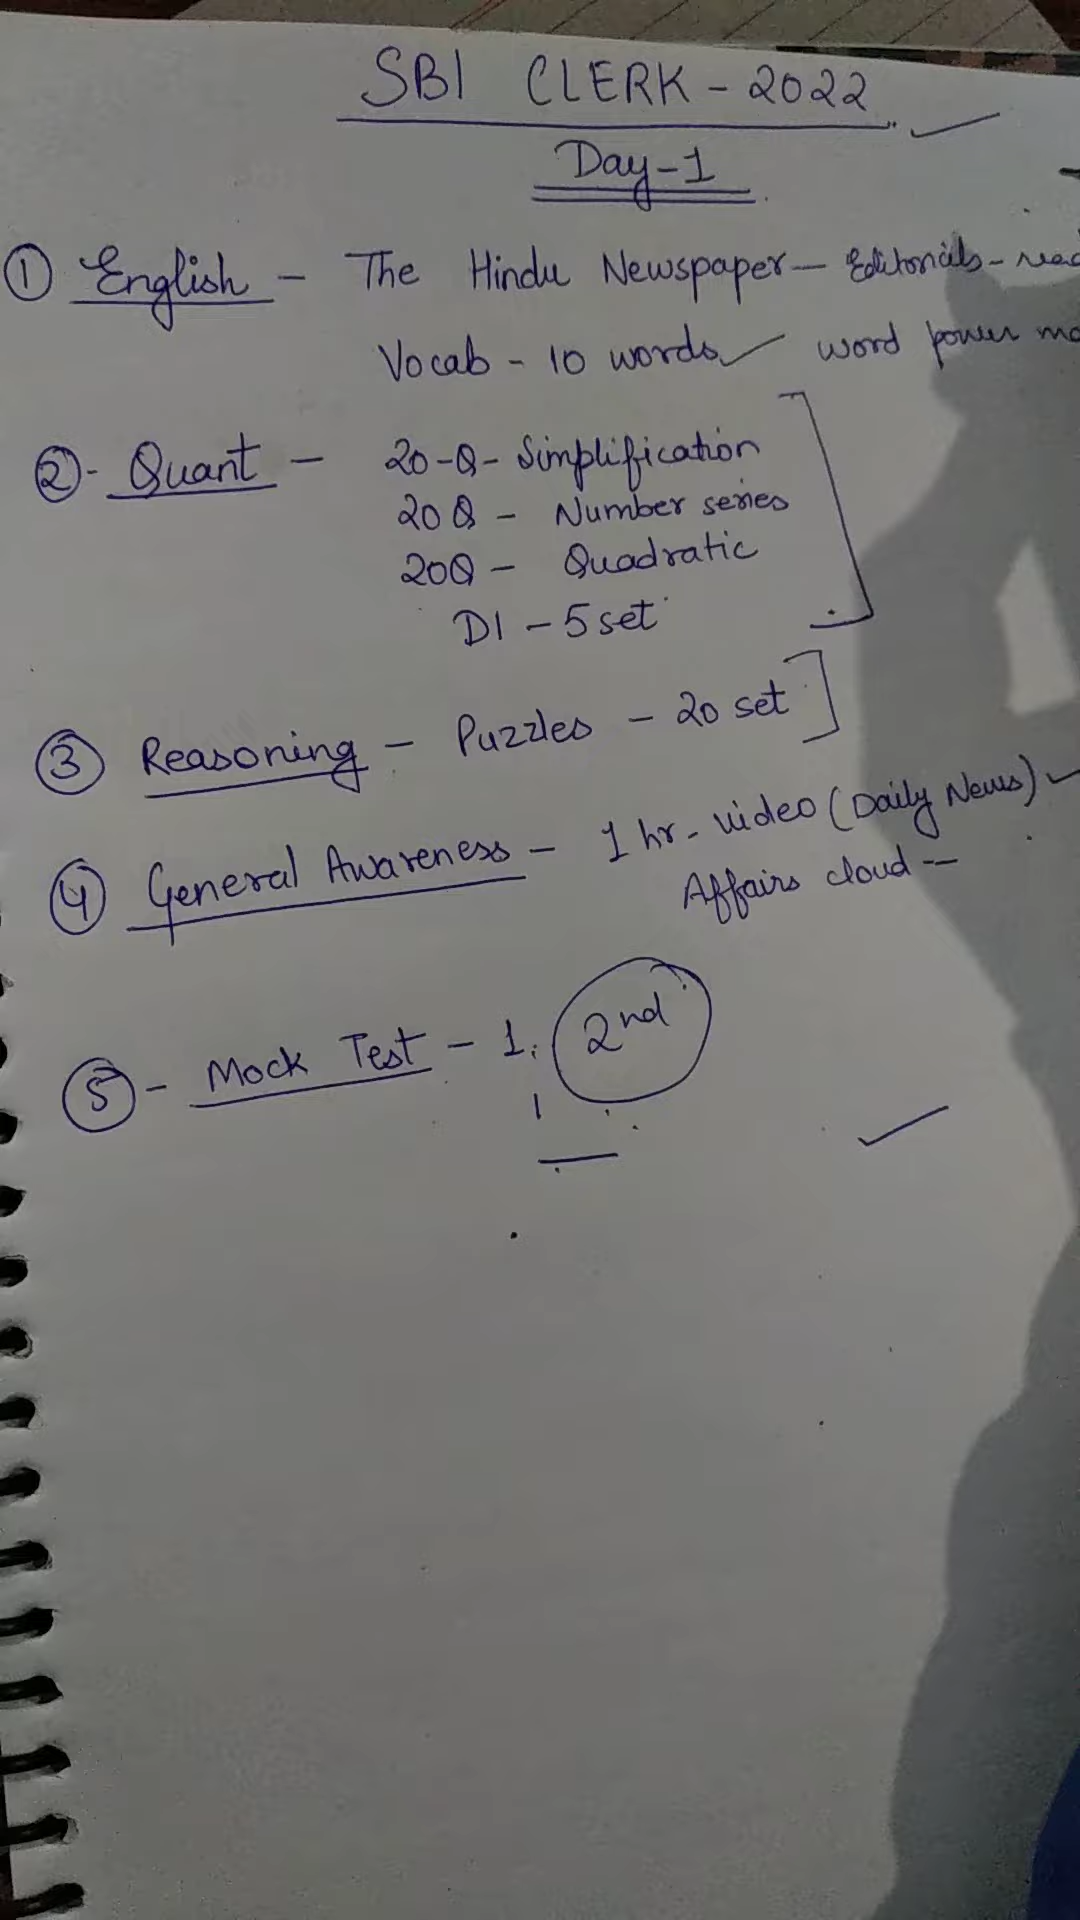 SBI CLERK - 2022
Day-1
① English - The Hindu Newspaper - Editorials -
Vocab - 10 words word power
② - Quant - 20-Q- Simplification
20Q - Number series
20Q - Quadratic
DI - 5 set
③ Reasoning - Puzzles - 20 set
④ General Awareness - 1 hr - video (Daily News)
Affairs cloud -
⑤ - Mock Test - 1. 2nd